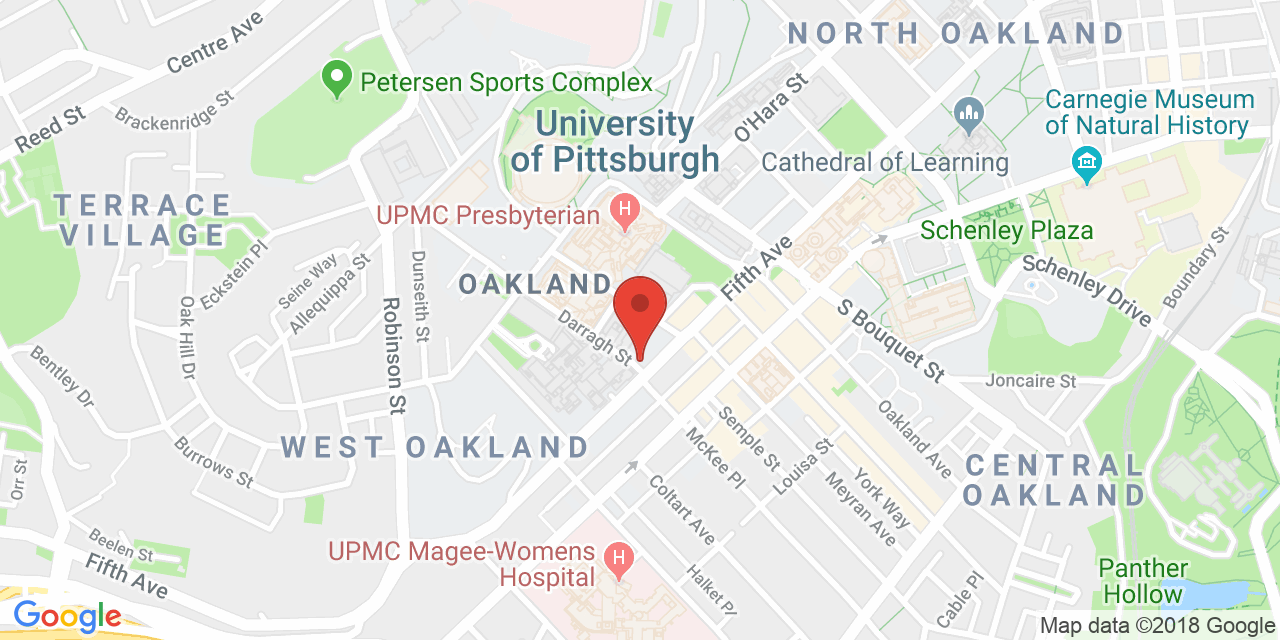 NORTH OAKLAND
Centre Ave
Petersen Sports Complex
Carnegie Museum
of Natural History
Brackenridge St
Reed St
O'Hara St
University
of Pittsburgh
Cathedral of Learning
TERRACE
VILLAGE
UPMC Presbyterian
H
Schenley Plaza
Eckstein Pl
Seine Way
Allequippa St
Dunseith St
OAKLAND
Fifth Ave
Schenley Drive
Boundary St
Oak Hill Dr
Robinson St
Darragh St
S Bouquet St
Bentley Dr
Joncaire St
WEST OAKLAND
Burrows St
Orr St
Semple St
McKee Pl
Louisa St
Oakland Ave
CENTRAL
OAKLAND
Coltart Ave
Meyran Ave
York Way
Beelen St
Fifth Ave
UPMC Magee-Womens
Hospital
H
Halket Pl
Cable Pl
Panther
Hollow
Google
Map data ©2018 Google